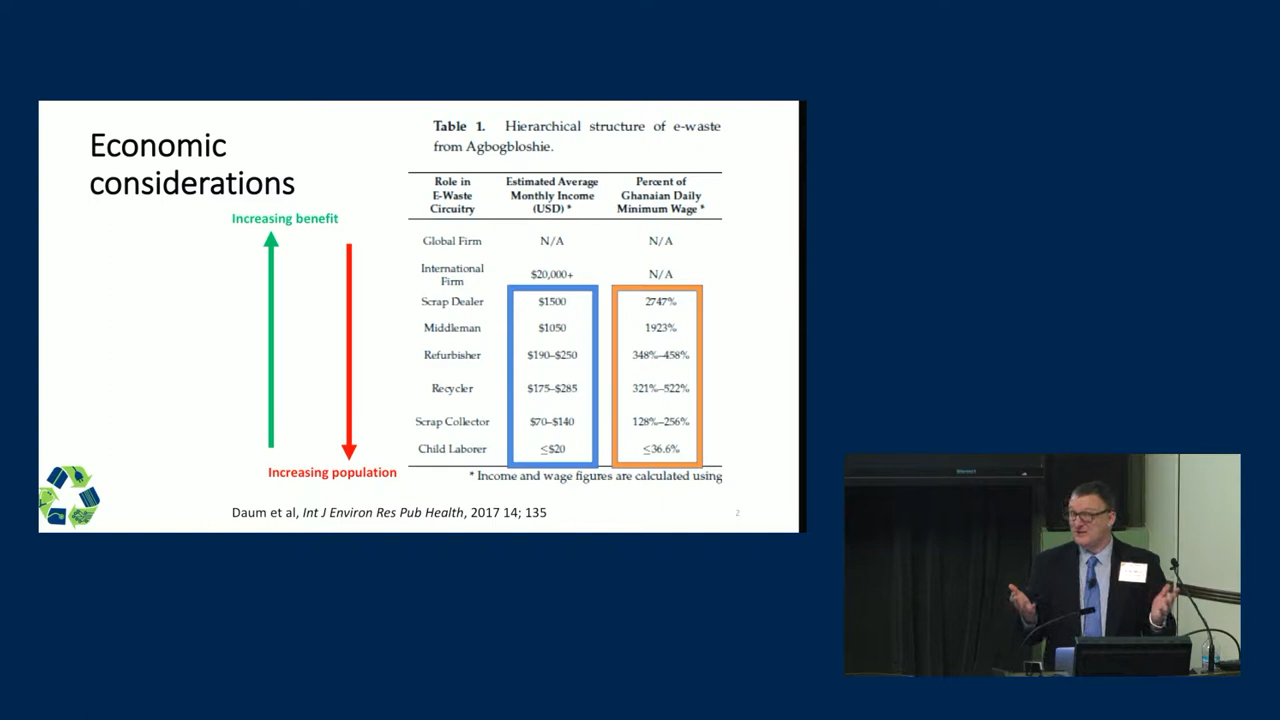 Economic
considerations
Increasing benefit
Increasing population
Table 1. Hierarchical structure of e-waste
from Agbogbloshie.
Role in
E-Waste
Circuitry
Estimated Average
Monthly Income
(USD) *
Percent of
Ghanaian Daily
Minimum Wage *
Global Firm N/A N/A
International
Firm $20,000+ N/A
Scrap Dealer $1500 2747%
Middleman $1050 1923%
Refurbisher $190–$250 348%–458%
Recycler $175–$285 321%–522%
Scrap Collector $70–$140 128%–256%
Child Laborer ≤$20 ≤36.6%
* Income and wage figures are calculated using
Daum et al, Int J Environ Res Pub Health, 2017 14; 135
2